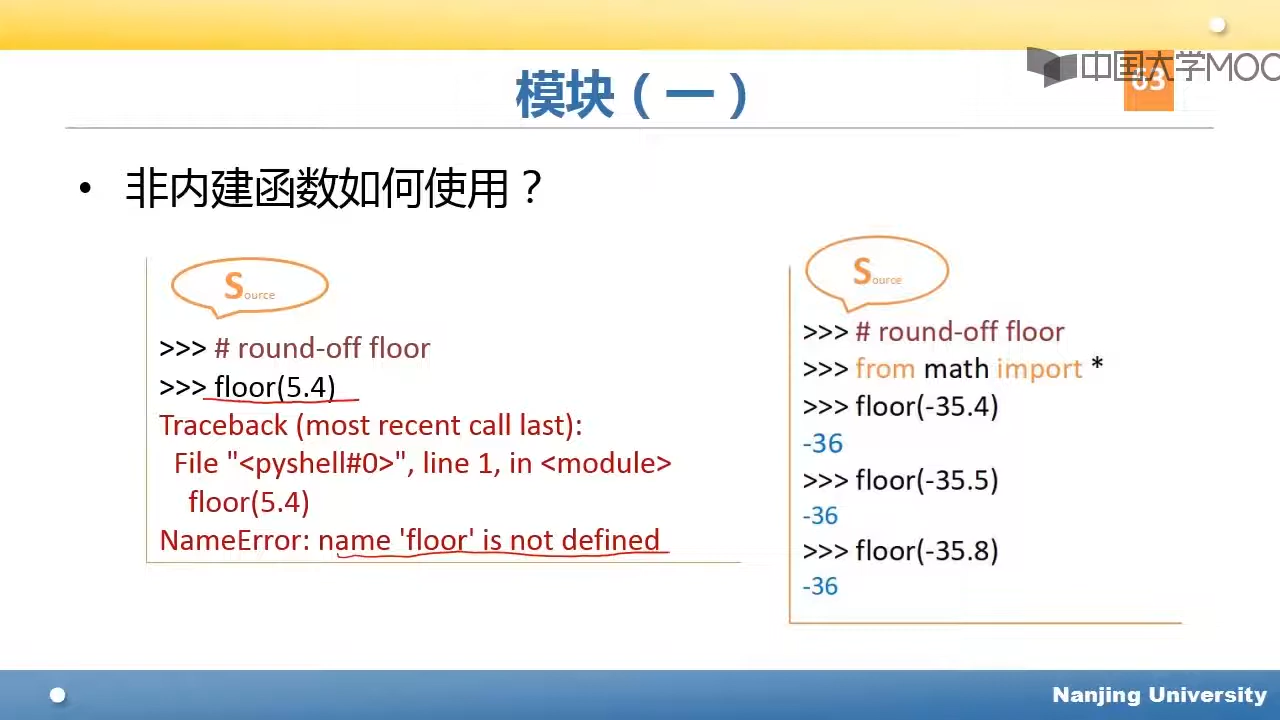 中国大学MOC
63
模块（一）
• 非内建函数如何使用？
Source
>>> # round-off floor
>>> floor(5.4)
Traceback (most recent call last):
File "<pyshell#0>", line 1, in <module>
floor(5.4)
NameError: name 'floor' is not defined
Source
>>> # round-off floor
>>> from math import *
>>> floor(-35.4)
-36
>>> floor(-35.5)
-36
>>> floor(-35.8)
-36
Nanjing University